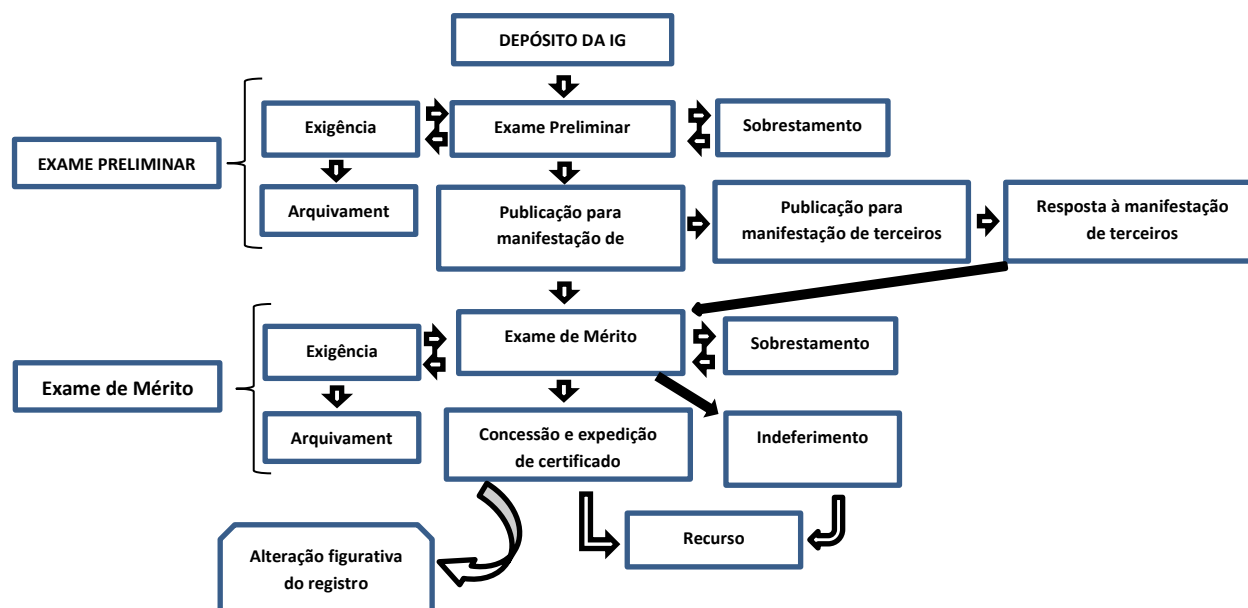 DEPÓSITO DA IG
EXAME PRELIMINAR
Exigência
Exame Preliminar
Sobrestamento
Arquivament
Publicação para
manifestação de
Publicação para
manifestação de terceiros
Resposta à manifestação
de terceiros
Exame de Mérito
Exigência
Exame de Mérito
Sobrestamento
Arquivament
Concessão e expedição
de certificado
Indeferimento
Recurso
Alteração figurativa
do registro